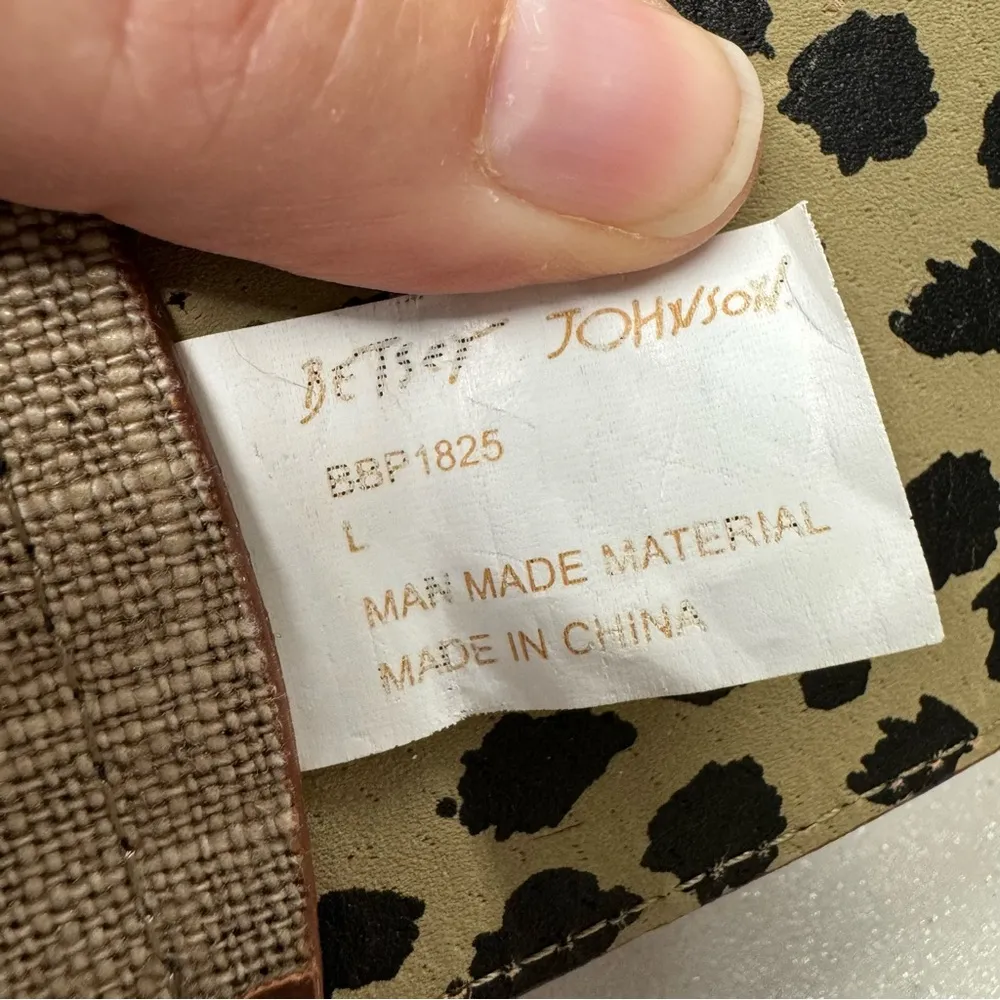 BETSEY JOHNSON
BBP1825
L
MAN MADE MATERIAL
MADE IN CHINA